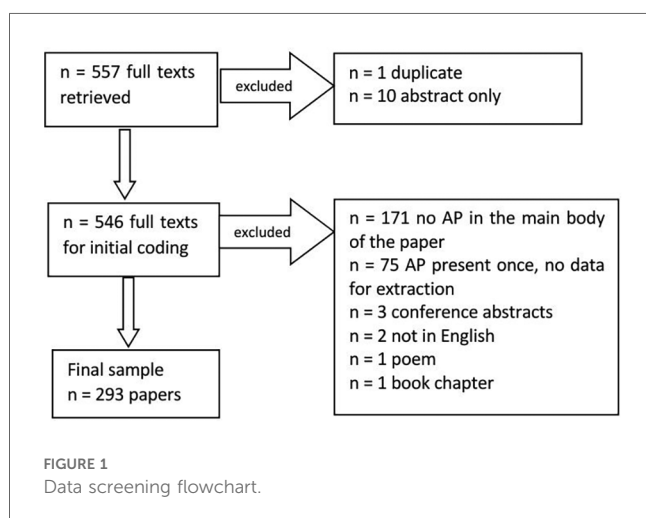 n = 557 full texts
retrieved
excluded
n = 1 duplicate
n = 10 abstract only
n = 546 full texts
for initial coding
excluded
n = 171 no AP in the main body
of the paper
n = 75 AP present once, no data
for extraction
n = 3 conference abstracts
n = 2 not in English
n = 1 poem
n = 1 book chapter
Final sample
n = 293 papers
FIGURE 1
Data screening flowchart.